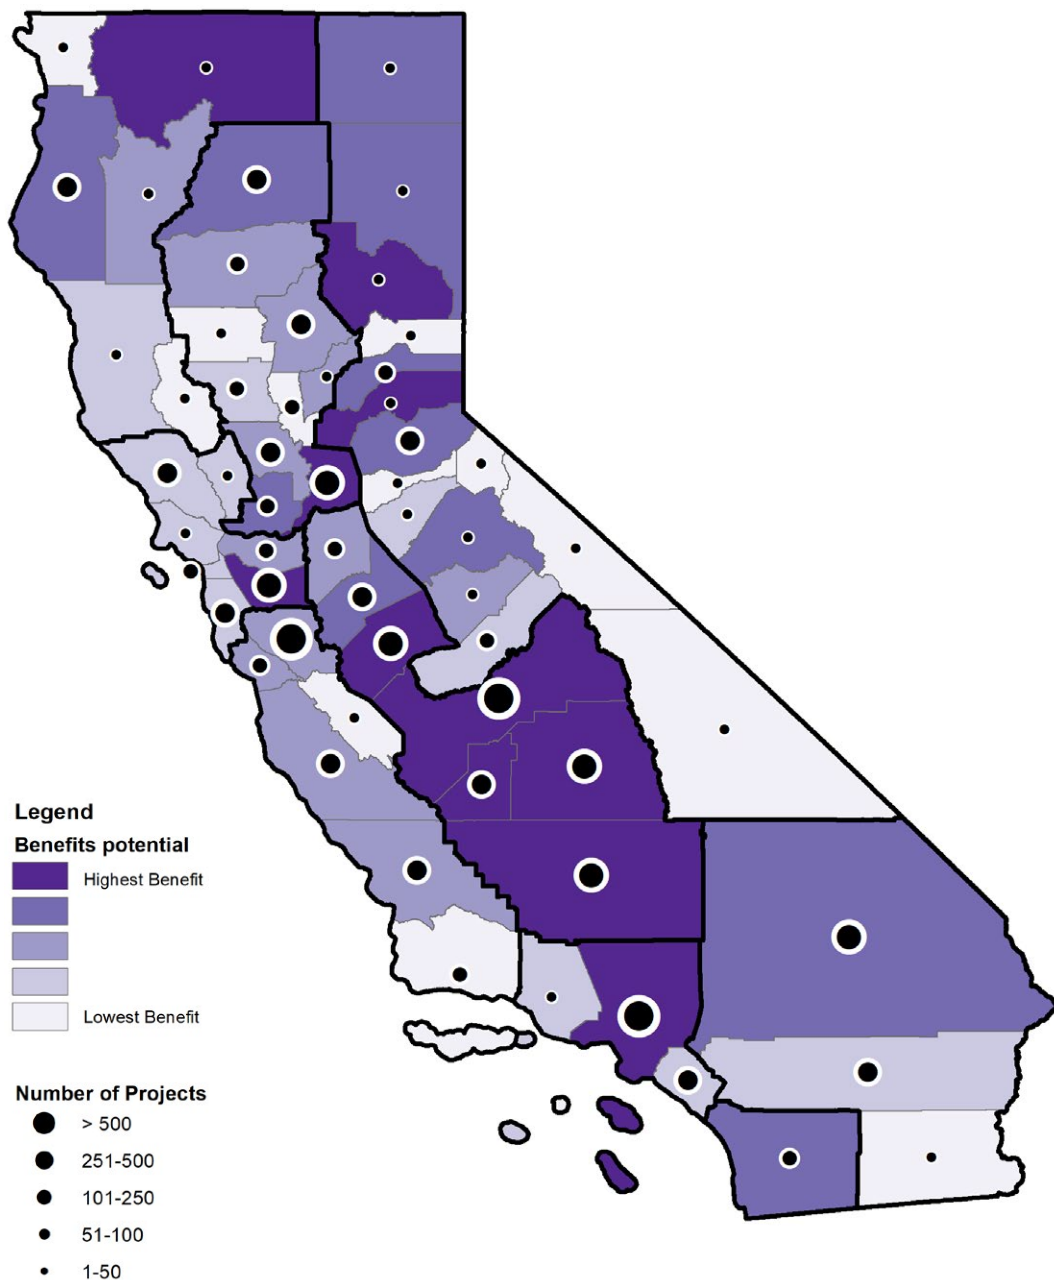 Legend
Benefits potential
Highest Benefit
Lowest Benefit
Number of Projects
> 500
251-500
101-250
51-100
1-50